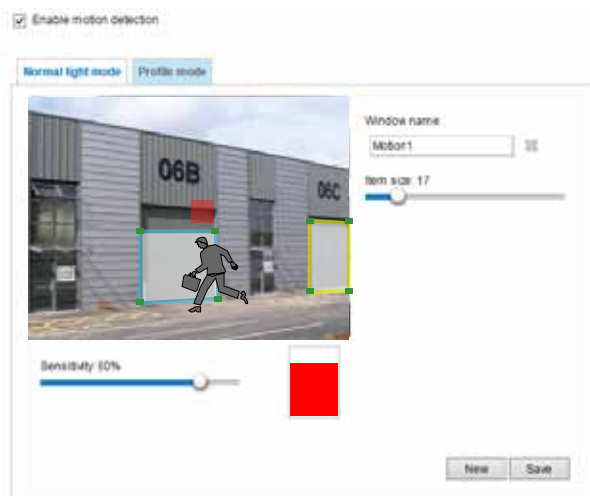 Enable motion detection
Normal light mode
Profile mode
Window name
Motion1
Item size: 17
06B
06C
Sensitivity: 80%
New
Save